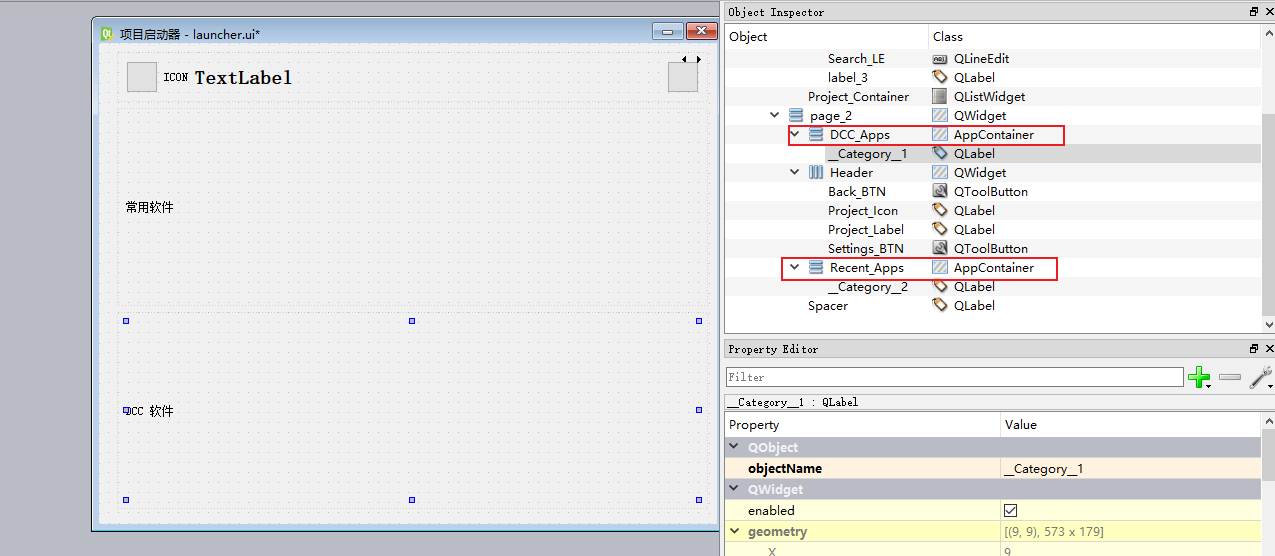 项目启动器 - launcher.ui*
ICON TextLabel
常用软件
DCC 软件
Object Inspector
Object Class
Search_LE QLineEdit
label_3 QLabel
Project_Container QListWidget
page_2 QWidget
DCC_Apps AppContainer
__Category__1 QLabel
Header QWidget
Back_BTN QToolButton
Project_Icon QLabel
Project_Label QLabel
Settings_BTN QToolButton
Recent_Apps AppContainer
__Category__2 QLabel
Spacer QLabel
Property Editor
Filter
__Category__1 : QLabel
Property Value
QObject
objectName __Category__1
QWidget
enabled
geometry [(9, 9), 573 x 179]
X 9